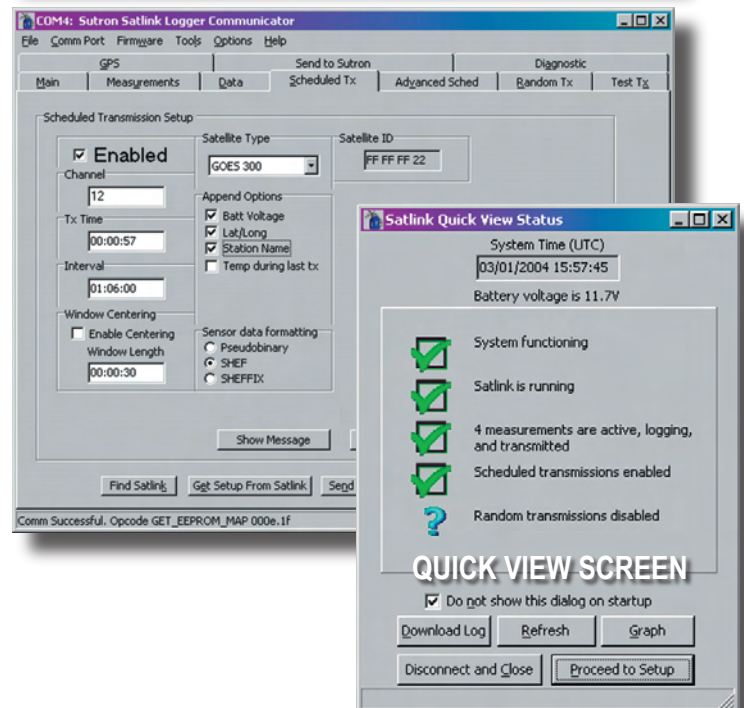 COM4: Sutron Satlink Logger Communicator
File Comm Port Firmware Tools Options Help
GPS Send to Sutron Diagnostic
Main Measurements Data Scheduled Tx Advanced Sched Random Tx Test Tx
Scheduled Transmission Setup
Enabled
Channel
12
Tx Time
00:00:57
Interval
01:06:00
Window Centering
Enable Centering
Window Length
00:00:30
Satellite Type
GOES 300
Append Options
Batt Voltage
Lat/Long
Station Name
Temp during last tx
Sensor data formatting
Pseudobinary
SHEF
SHEFFIX
Satellite ID
FF FF FF 22
Show Message
Find Satlink Get Setup From Satlink Send
Comm Successful. Opcode GET_EEPROM_MAP 000e.1f
Satlink Quick View Status
System Time (UTC)
03/01/2004 15:57:45
Battery voltage is 11.7V
System functioning
Satlink is running
4 measurements are active, logging,
and transmitted
Scheduled transmissions enabled
Random transmissions disabled
QUICK VIEW SCREEN
Do not show this dialog on startup
Download Log Refresh Graph
Disconnect and Close Proceed to Setup